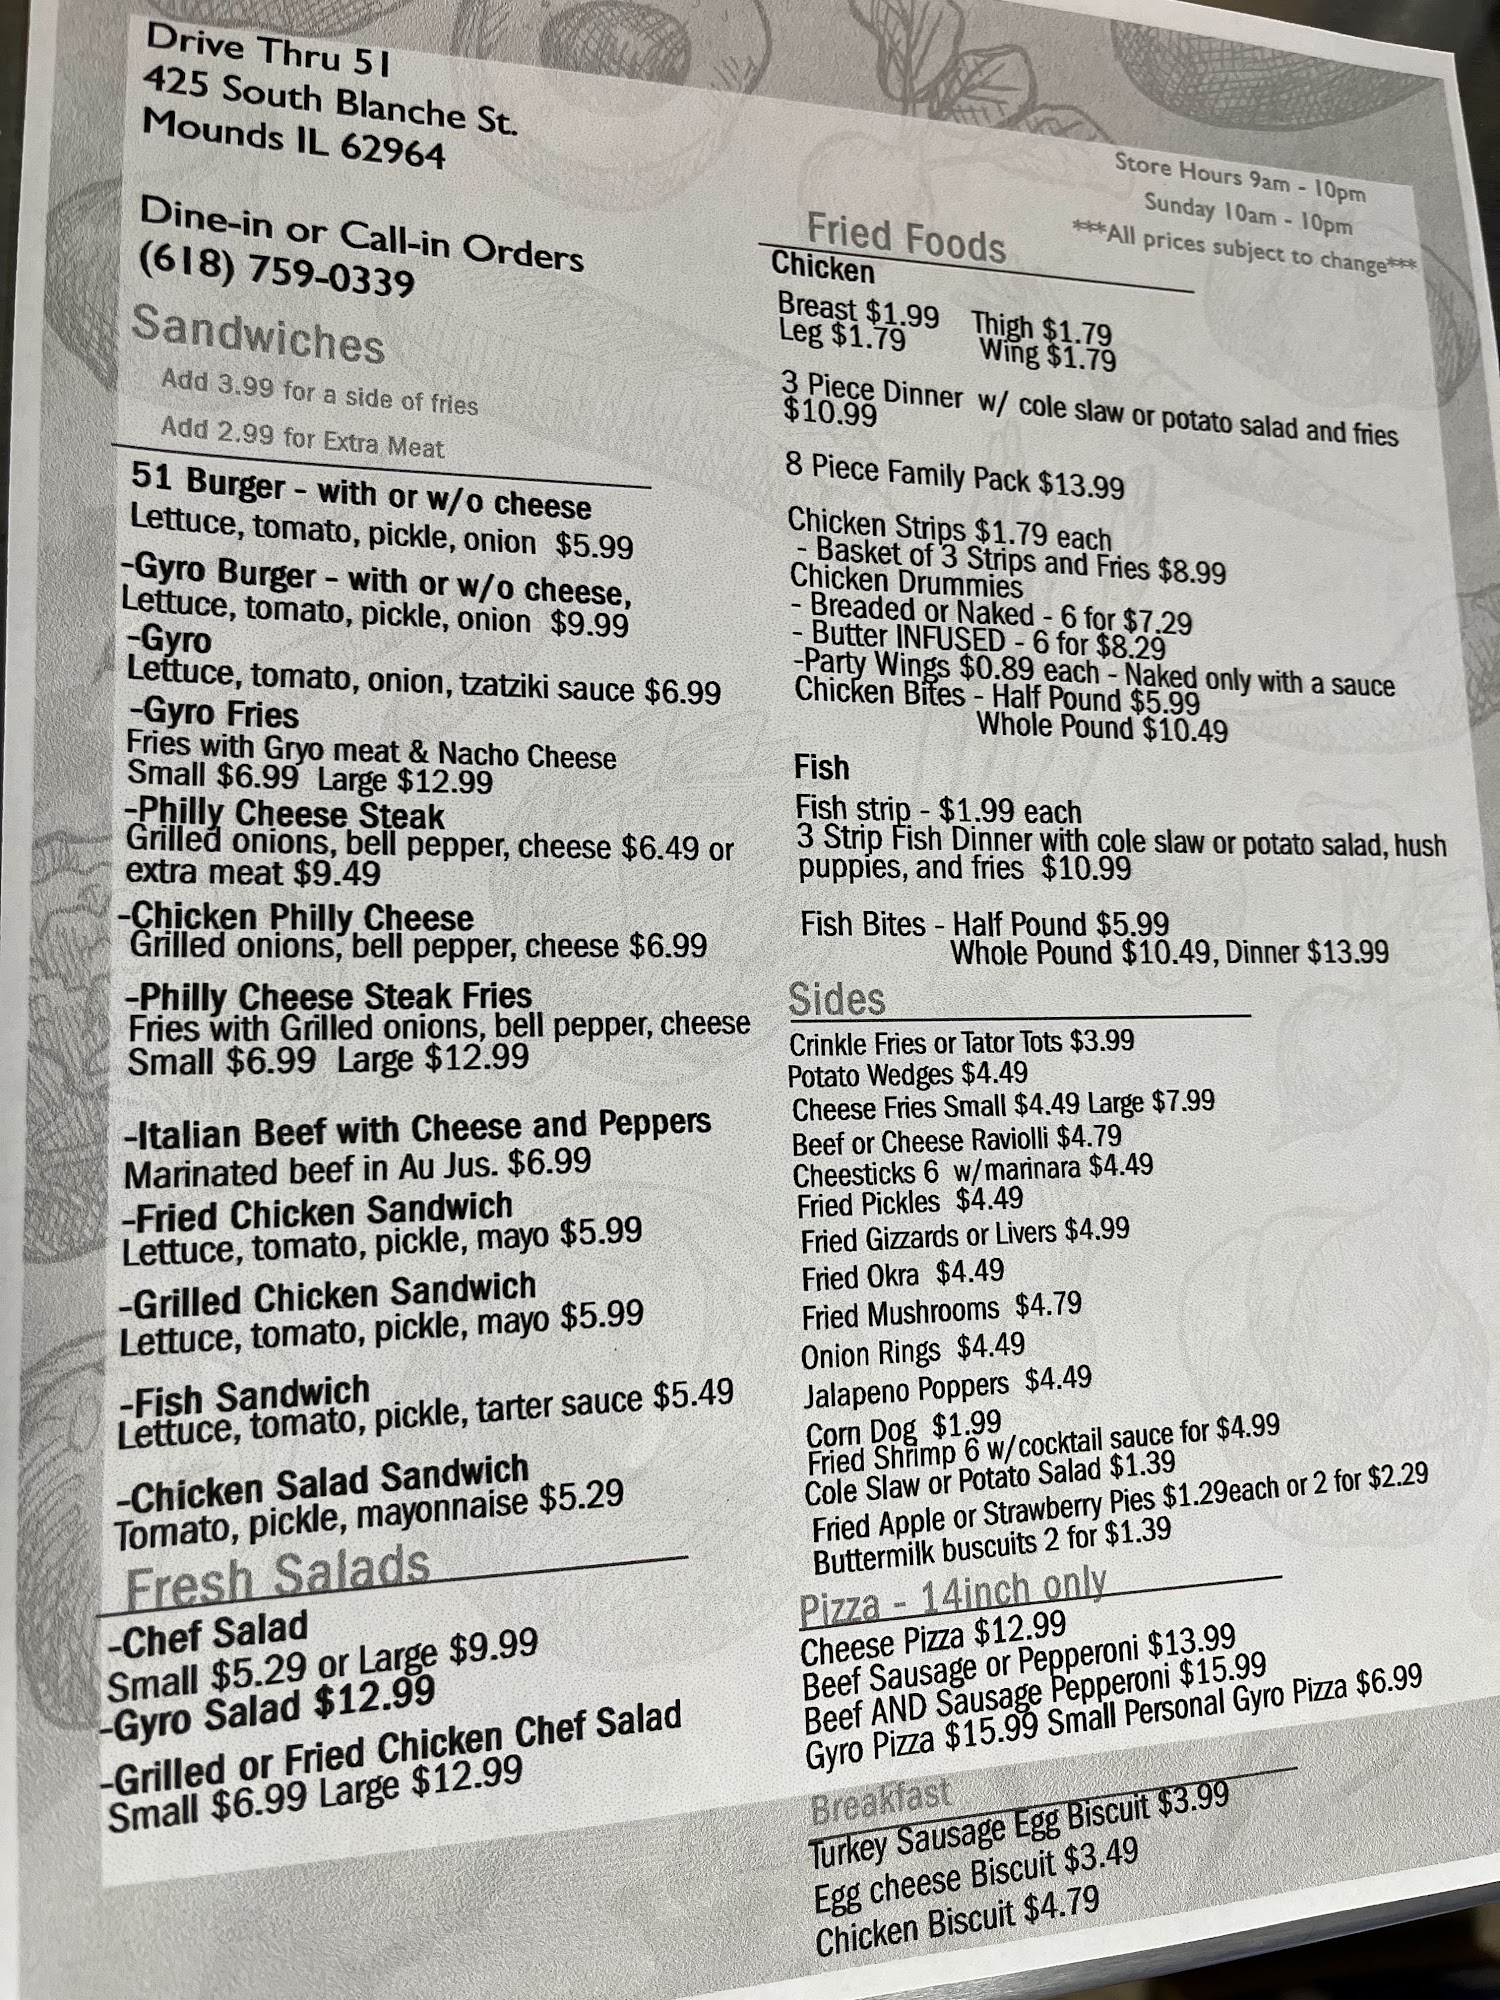 Drive Thru 51
425 South Blanche St.
Mounds IL 62964
Dine-in or Call-in Orders
(618) 759-0339
Sandwiches
Add 3.99 for a side of fries
Add 2.99 for Extra Meat
51 Burger - with or w/o cheese
Lettuce, tomato, pickle, onion $5.99
-Gyro Burger - with or w/o cheese,
Lettuce, tomato, pickle, onion $9.99
-Gyro
Lettuce, tomato, onion, tzatziki sauce $6.99
-Gyro Fries
Fries with Gryo meat & Nacho Cheese
Small $6.99 Large $12.99
-Philly Cheese Steak
Grilled onions, bell pepper, cheese $6.49 or
extra meat $9.49
-Chicken Philly Cheese
Grilled onions, bell pepper, cheese $6.99
-Philly Cheese Steak Fries
Fries with Grilled onions, bell pepper, cheese
Small $6.99 Large $12.99
-Italian Beef with Cheese and Peppers
Marinated beef in Au Jus. $6.99
-Fried Chicken Sandwich
Lettuce, tomato, pickle, mayo $5.99
-Grilled Chicken Sandwich
Lettuce, tomato, pickle, mayo $5.99
-Fish Sandwich
Lettuce, tomato, pickle, tarter sauce $5.49
-Chicken Salad Sandwich
Tomato, pickle, mayonnaise $5.29
Fresh Salads
-Chef Salad
Small $5.29 or Large $9.99
-Gyro Salad $12.99
-Grilled or Fried Chicken Chef Salad
Small $6.99 Large $12.99
Store Hours 9am - 10pm
Sunday 10am - 10pm
***All prices subject to change***
Fried Foods
Chicken
Breast $1.99 Thigh $1.79
Leg $1.79 Wing $1.79
3 Piece Dinner w/ cole slaw or potato salad and fries
$10.99
8 Piece Family Pack $13.99
Chicken Strips $1.79 each
- Basket of 3 Strips and Fries $8.99
Chicken Drummies
- Breaded or Naked - 6 for $7.29
- Butter INFUSED - 6 for $8.29
-Party Wings $0.89 each - Naked only with a sauce
Chicken Bites - Half Pound $5.99
Whole Pound $10.49
Fish
Fish strip - $1.99 each
3 Strip Fish Dinner with cole slaw or potato salad, hush
puppies, and fries $10.99
Fish Bites - Half Pound $5.99
Whole Pound $10.49, Dinner $13.99
Sides
Crinkle Fries or Tator Tots $3.99
Potato Wedges $4.49
Cheese Fries Small $4.49 Large $7.99
Beef or Cheese Raviolli $4.79
Cheesticks 6 w/marinara $4.49
Fried Pickles $4.49
Fried Gizzards or Livers $4.99
Fried Okra $4.49
Fried Mushrooms $4.79
Onion Rings $4.49
Jalapeno Poppers $4.49
Corn Dog $1.99
Fried Shrimp 6 w/cocktail sauce for $4.99
Cole Slaw or Potato Salad $1.39
Fried Apple or Strawberry Pies $1.29each or 2 for $2.29
Buttermilk buscuits 2 for $1.39
Pizza - 14inch only
Cheese Pizza $12.99
Beef Sausage or Pepperoni $13.99
Beef AND Sausage Pepperoni $15.99
Gyro Pizza $15.99 Small Personal Gyro Pizza $6.99
Breakfast
Turkey Sausage Egg Biscuit $3.99
Egg cheese Biscuit $3.49
Chicken Biscuit $4.79